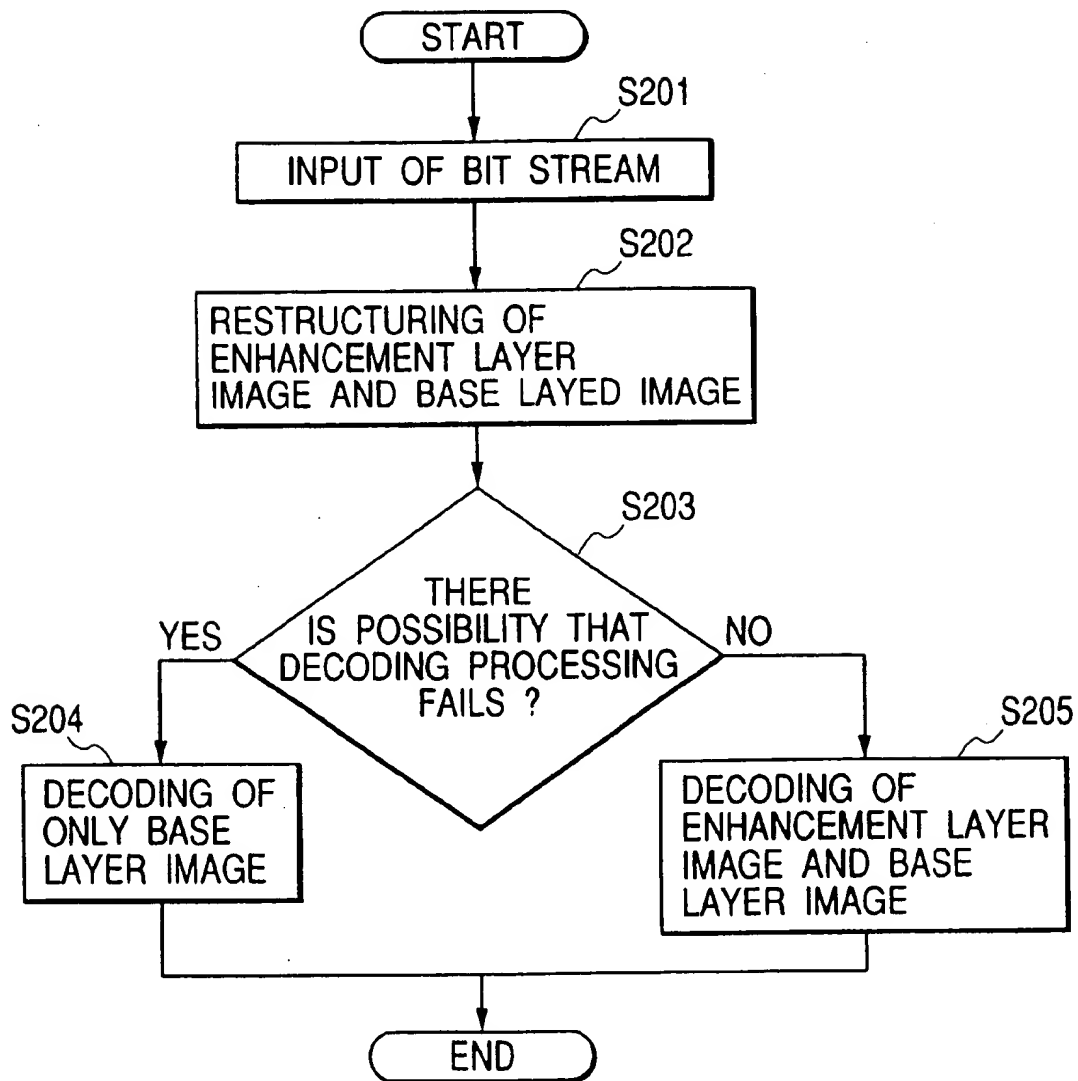 START
S201
INPUT OF BIT STREAM
S202
RESTRUCTURING OF
ENHANCEMENT LAYER
IMAGE AND BASE LAYED IMAGE
S203
THERE
IS POSSIBILITY THAT
DECODING PROCESSING
FAILS ?
YES
NO
S204
DECODING OF
ONLY BASE
LAYER IMAGE
S205
DECODING OF
ENHANCEMENT LAYER
IMAGE AND BASE
LAYER IMAGE
END